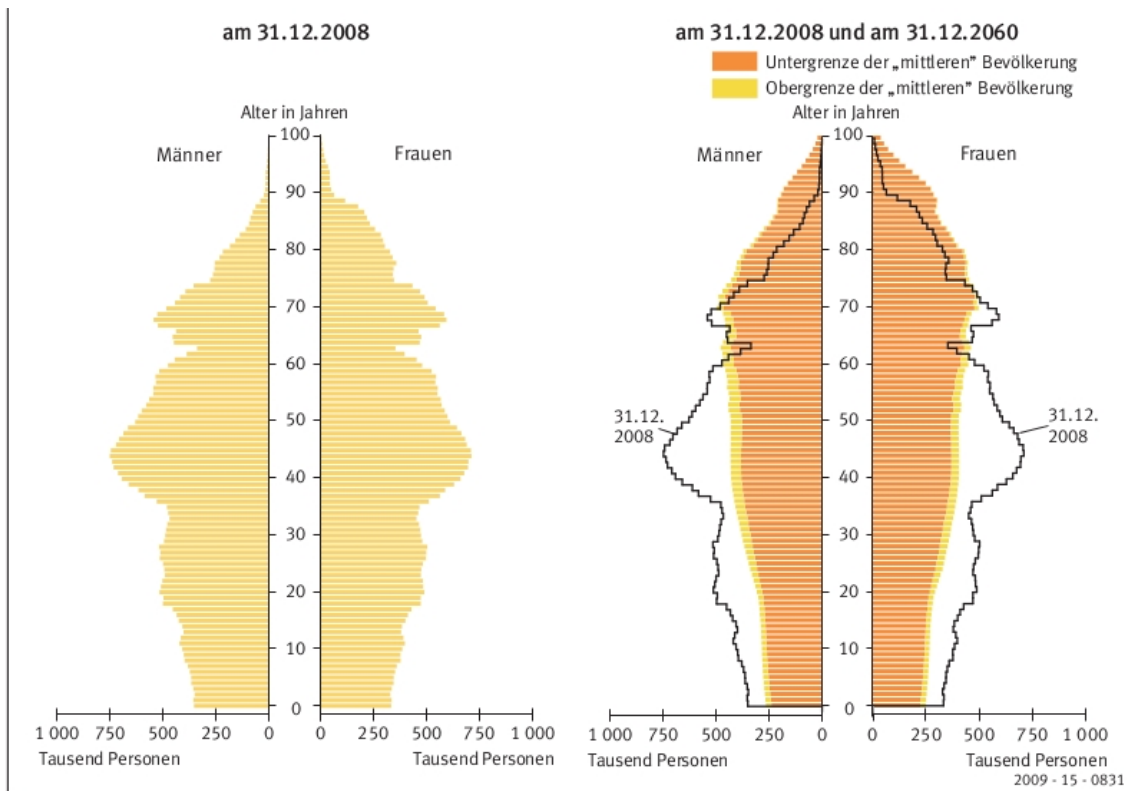 am 31.12.2008
Alter in Jahren
Männer
Frauen
100
90
80
70
60
50
40
30
20
10
0
1 000 750 500 250 0
0 250 500 750 1 000
Tausend Personen
Tausend Personen
am 31.12.2008 und am 31.12.2060
Untergrenze der „mittleren” Bevölkerung
Obergrenze der „mittleren” Bevölkerung
Alter in Jahren
Männer
Frauen
100
90
80
70
60
50
40
30
20
10
0
31.12.
2008
31.12.
2008
1 000 750 500 250 0
0 250 500 750 1 000
Tausend Personen
Tausend Personen
2009 - 15 - 0831